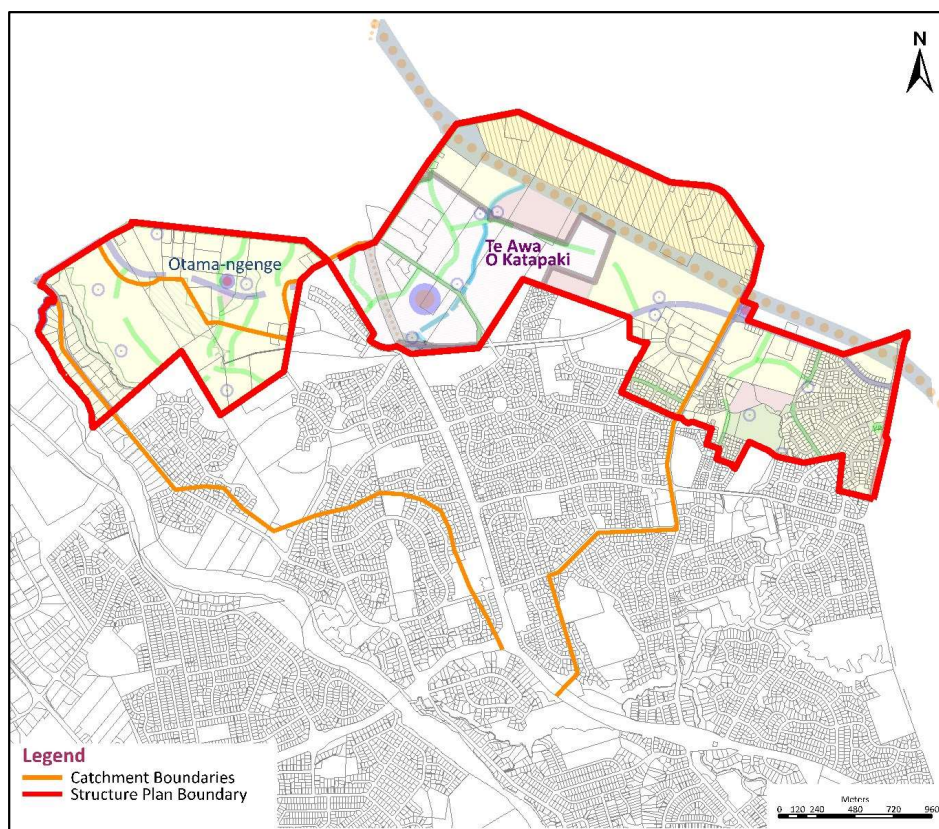 N
Otama-ngenge
Te Awa
O Katapaki
Legend
Catchment Boundaries
Structure Plan Boundary
Meters
0 120 240 480 720 960